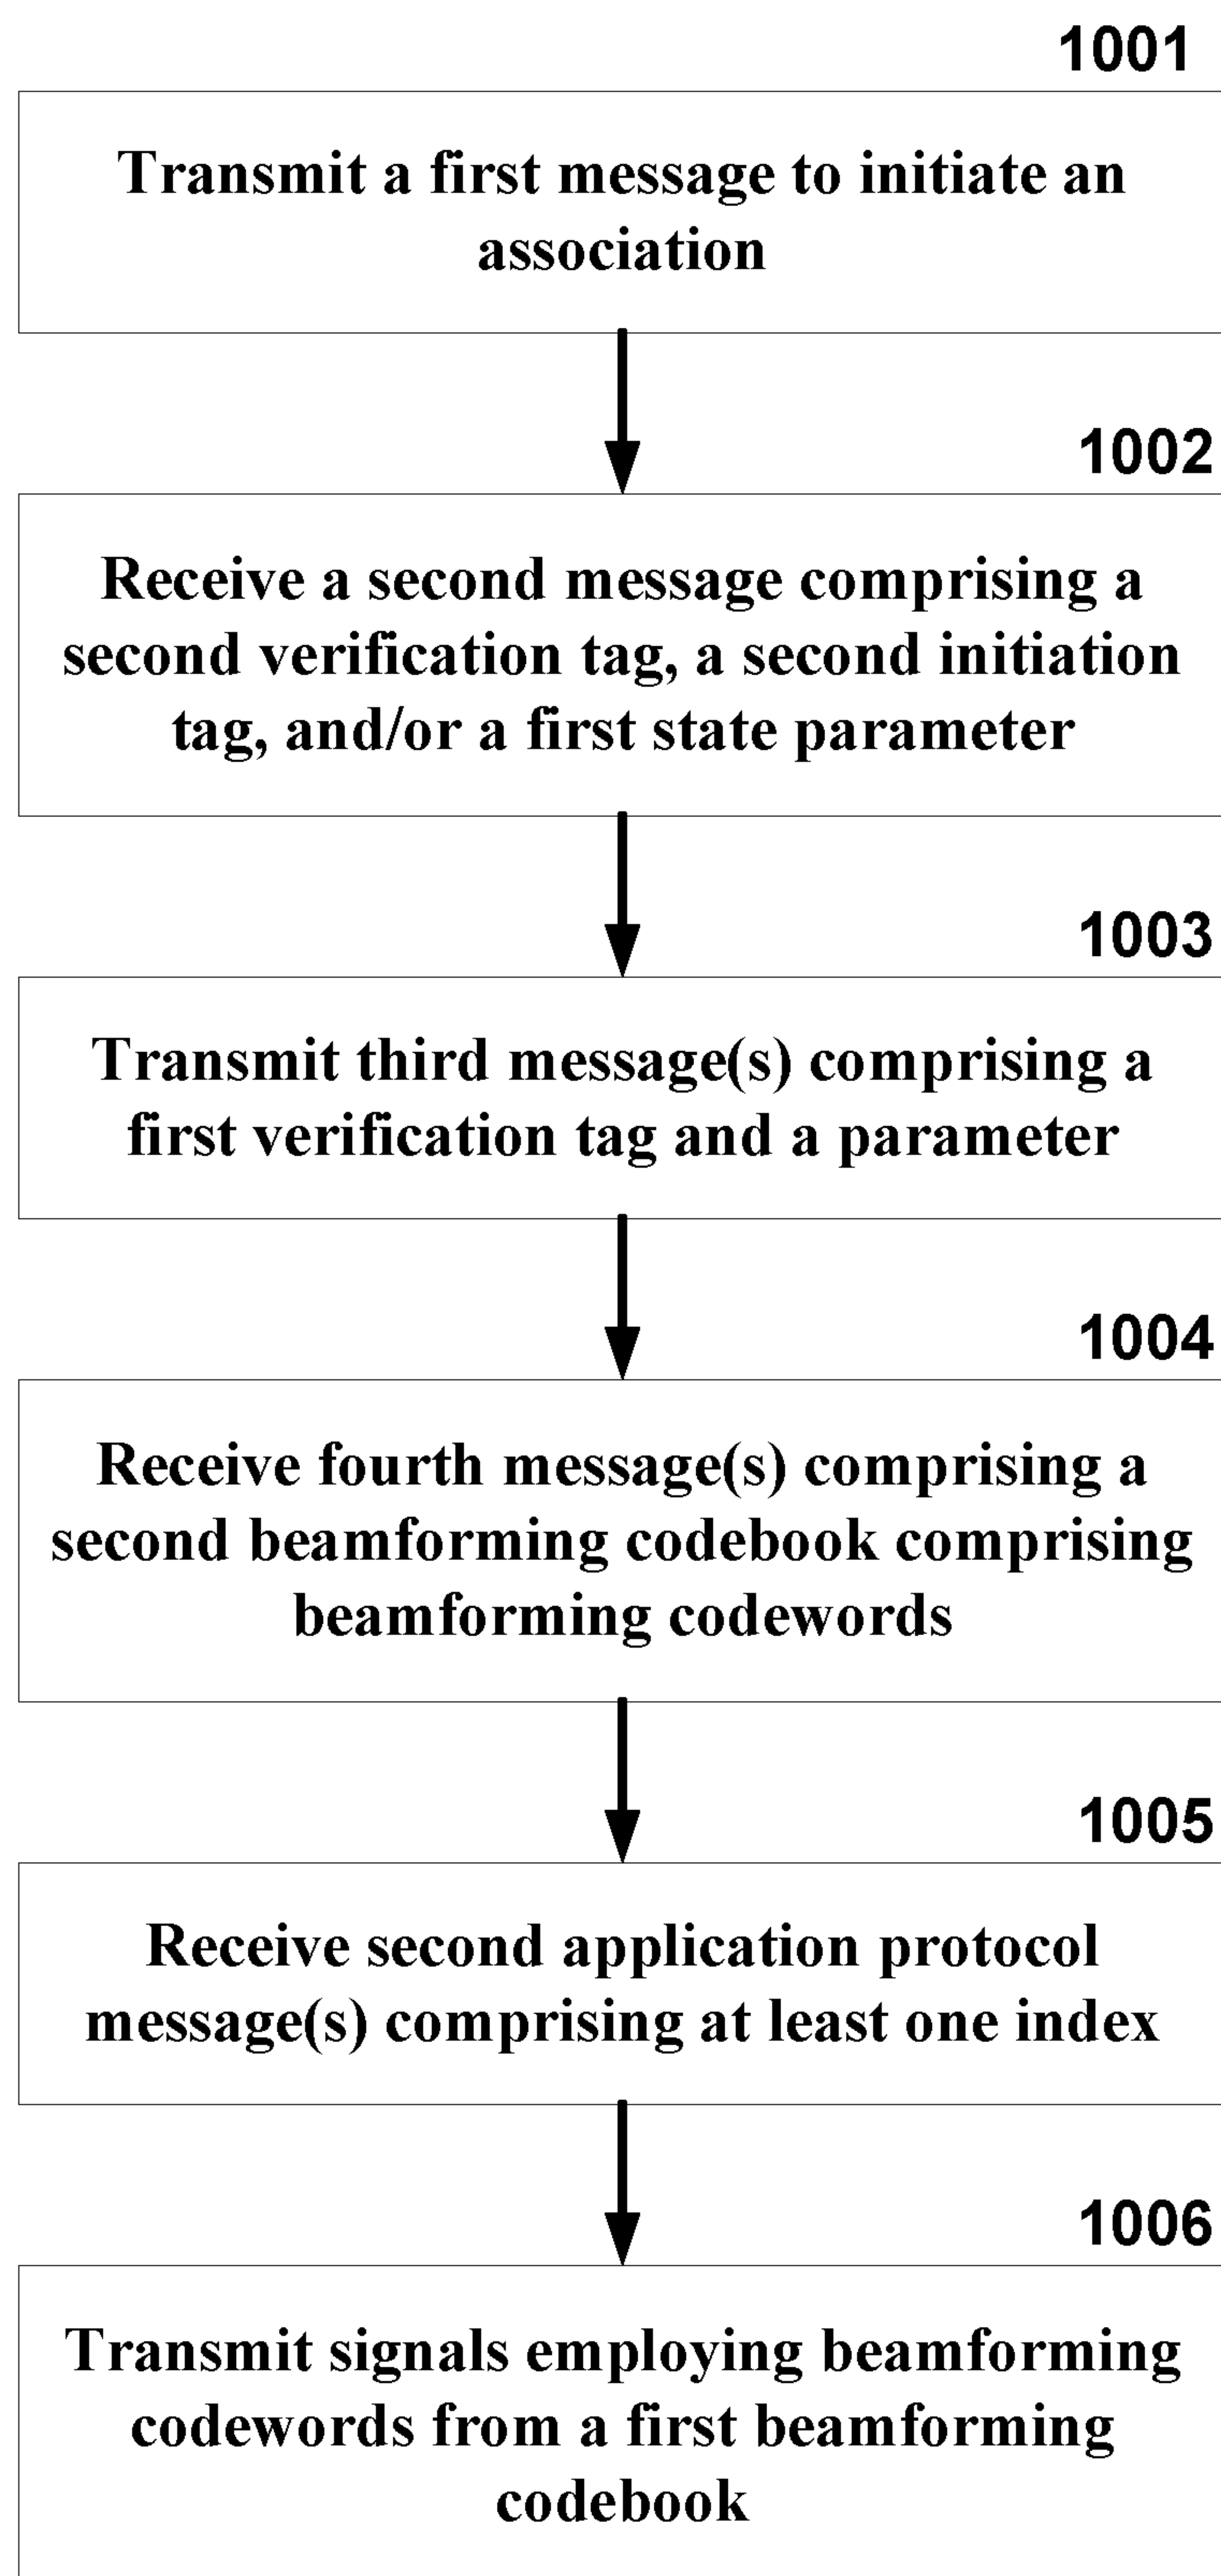 1001
Transmit a first message to initiate an
association
1002
Receive a second message comprising a
second verification tag, a second initiation
tag, and/or a first state parameter
1003
Transmit third message(s) comprising a
first verification tag and a parameter
1004
Receive fourth message(s) comprising a
second beamforming codebook comprising
beamforming codewords
1005
Receive second application protocol
message(s) comprising at least one index
1006
Transmit signals employing beamforming
codewords from a first beamforming
codebook